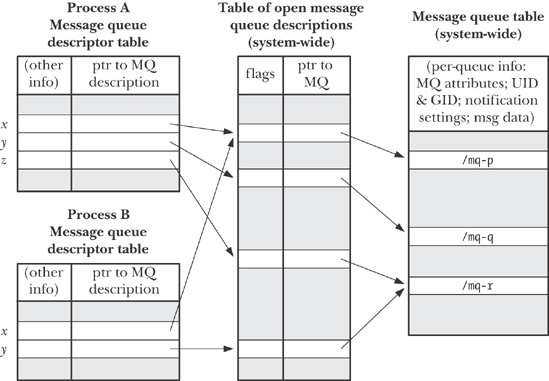 Process A
Message queue
descriptor table
(other
info)
ptr to MQ
description
x
y
z
Process B
Message queue
descriptor table
(other
info)
ptr to MQ
description
x
y
Table of open message
queue descriptions
(system-wide)
flags
ptr to
MQ
Message queue table
(system-wide)
(per-queue info:
MQ attributes; UID
& GID; notification
settings; msg data)
/mq-p
/mq-q
/mq-r